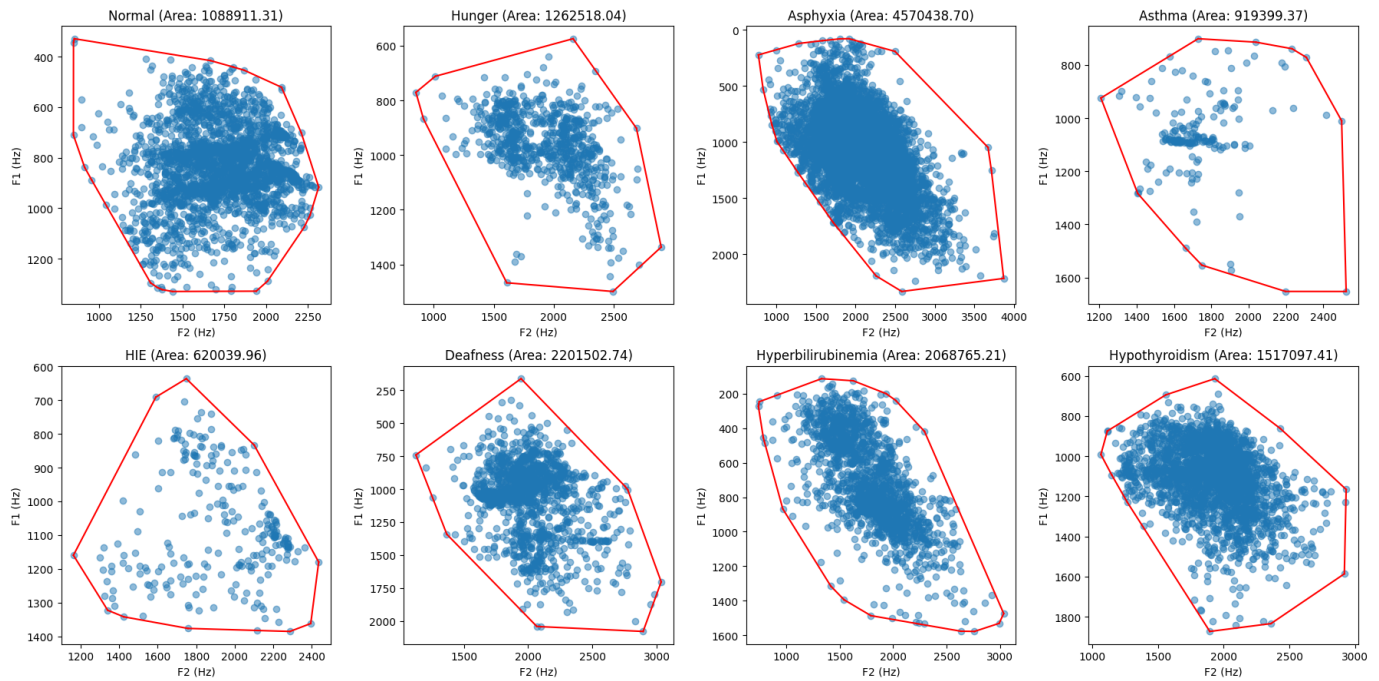 Normal (Area: 1088911.31)
400
600
800
1000
1200
F1 (Hz)
1000 1250 1500 1750 2000 2250
F2 (Hz)
Hunger (Area: 1262518.04)
600
800
1000
1200
1400
F1 (Hz)
1000 1500 2000 2500
F2 (Hz)
Asphyxia (Area: 4570438.70)
0
500
1000
1500
2000
F1 (Hz)
1000 1500 2000 2500 3000 3500 4000
F2 (Hz)
Asthma (Area: 919399.37)
800
1000
1200
1400
1600
F1 (Hz)
1200 1400 1600 1800 2000 2200 2400
F2 (Hz)
HIE (Area: 620039.96)
600
700
800
900
1000
1100
1200
1300
1400
F1 (Hz)
1200 1400 1600 1800 2000 2200 2400
F2 (Hz)
Deafness (Area: 2201502.74)
250
500
750
1000
1250
1500
1750
2000
F1 (Hz)
1500 2000 2500 3000
F2 (Hz)
Hyperbilirubinemia (Area: 2068765.21)
200
400
600
800
1000
1200
1400
1600
F1 (Hz)
1000 1500 2000 2500 3000
F2 (Hz)
Hypothyroidism (Area: 1517097.41)
600
800
1000
1200
1400
1600
1800
F1 (Hz)
1000 1500 2000 2500 3000
F2 (Hz)